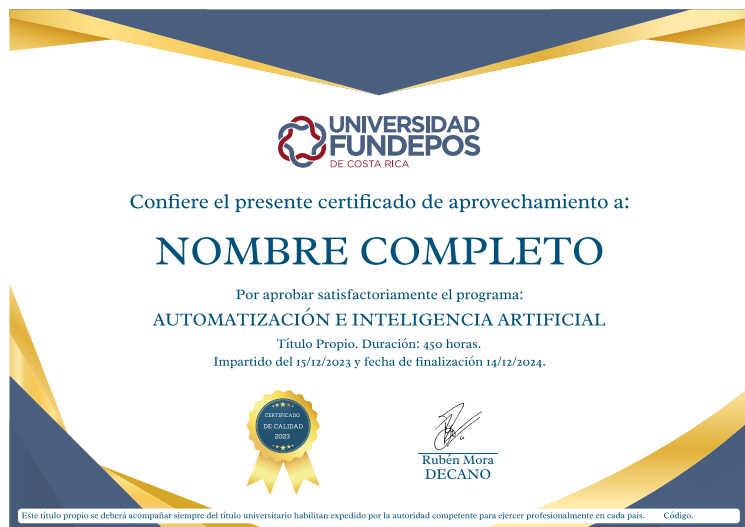 UNIVERSIDAD
FUNDEPOS
DE COSTA RICA
Confiere el presente certificado de aprovechamiento a:
NOMBRE COMPLETO
Por aprobar satisfactoriamente el programa:
AUTOMATIZACIÓN E INTELIGENCIA ARTIFICIAL
Título Propio. Duración: 450 horas.
Impartido del 15/12/2023 y fecha de finalización 14/12/2024.
CERTIFICADO
DE CALIDAD
2023
Rubén Mora
DECANO
Este título propio se deberá acompañar siempre del título universitario habilitan expedido por la autoridad competente para ejercer profesionalmente en cada país. Código.